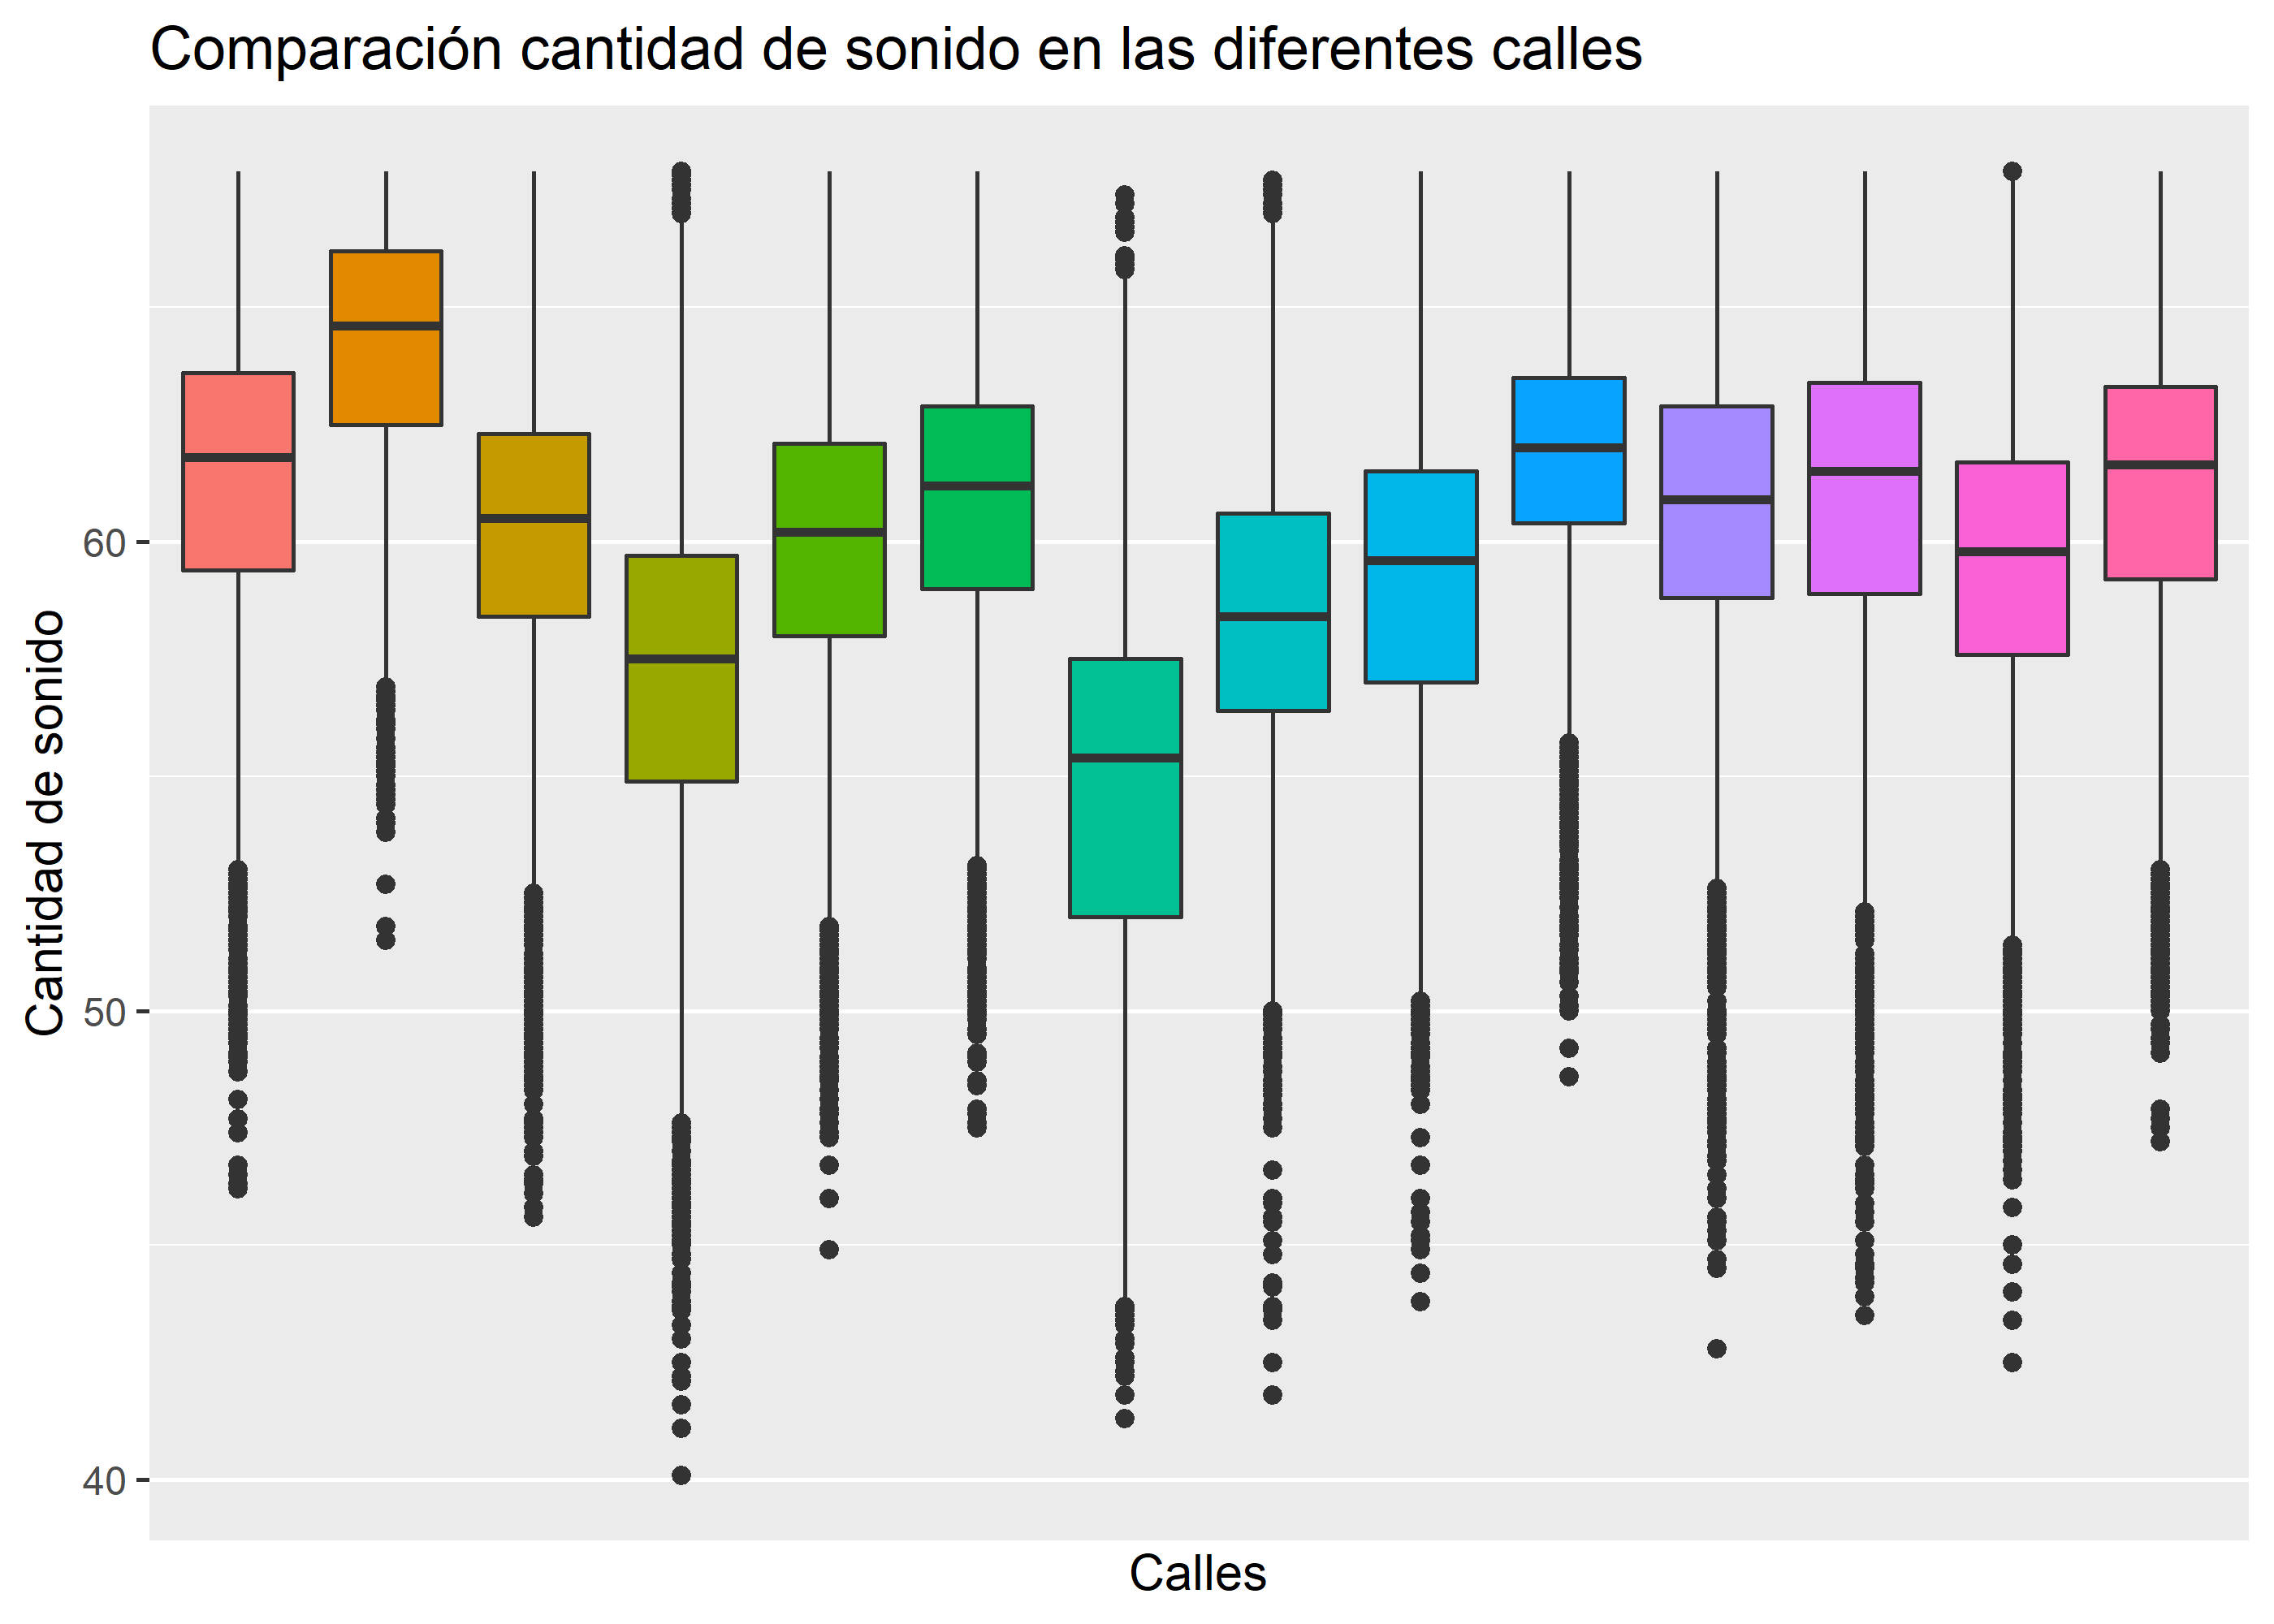 Comparación cantidad de sonido en las diferentes calles
Cantidad de sonido
60
50
40
Calles